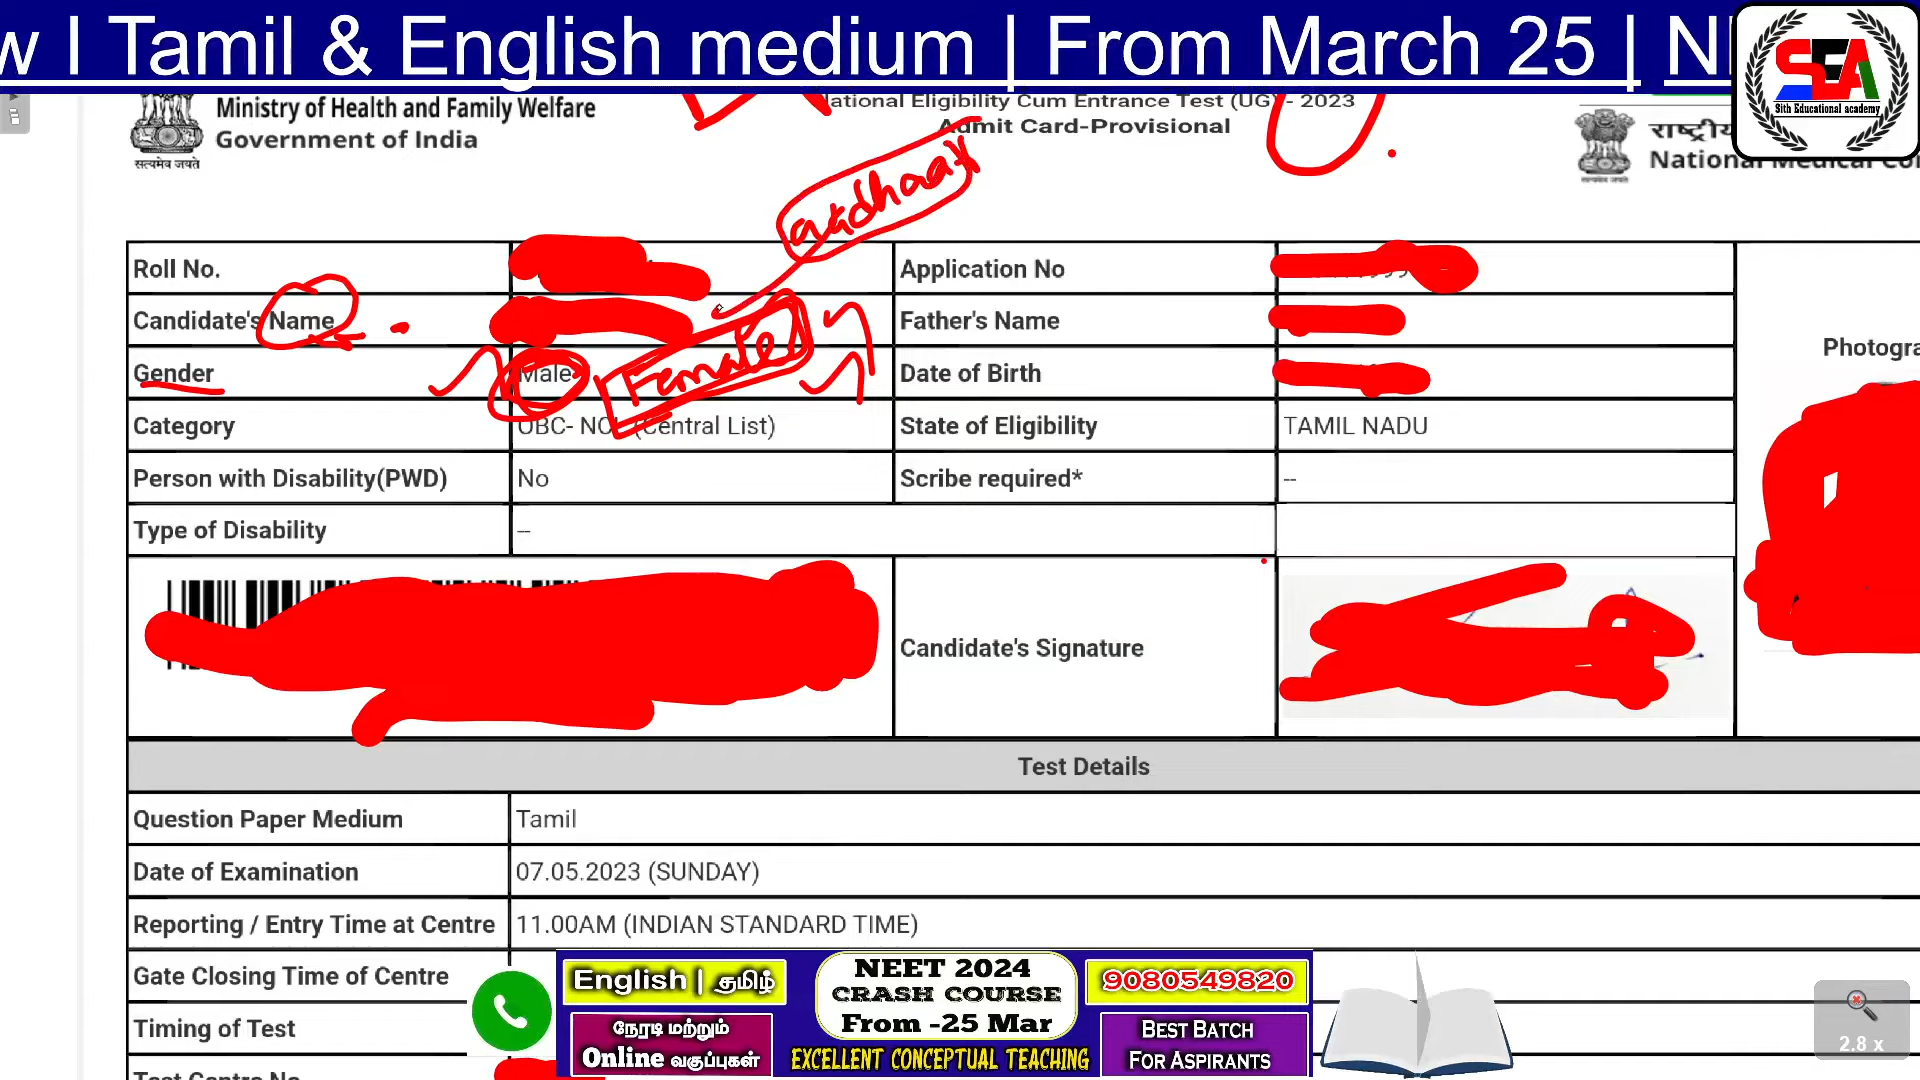 w | Tamil & English medium | From March 25 |
SEA
Sith Educational academy
Ministry of Health and Family Welfare
Government of India
सत्यमेव जयते
National Eligibility Cum Entrance Test (UG) - 2023
Admit Card-Provisional
aadhaar
Roll No.
Application No
Candidate's Name
Father's Name
Gender
Male
Female
Date of Birth
Category
OBC- NCL (Central List)
State of Eligibility
TAMIL NADU
Person with Disability(PWD)
No
Scribe required*
--
Type of Disability
--
Candidate's Signature
Test Details
Question Paper Medium
Tamil
Date of Examination
07.05.2023 (SUNDAY)
Reporting / Entry Time at Centre
11.00AM (INDIAN STANDARD TIME)
Gate Closing Time of Centre
Timing of Test
English | தமிழ்
நேரடி மற்றும்
Online வகுப்புகள்
NEET 2024
CRASH COURSE
From -25 Mar
EXCELLENT CONCEPTUAL TEACHING
9080549820
BEST BATCH
FOR ASPIRANTS
2.8 x